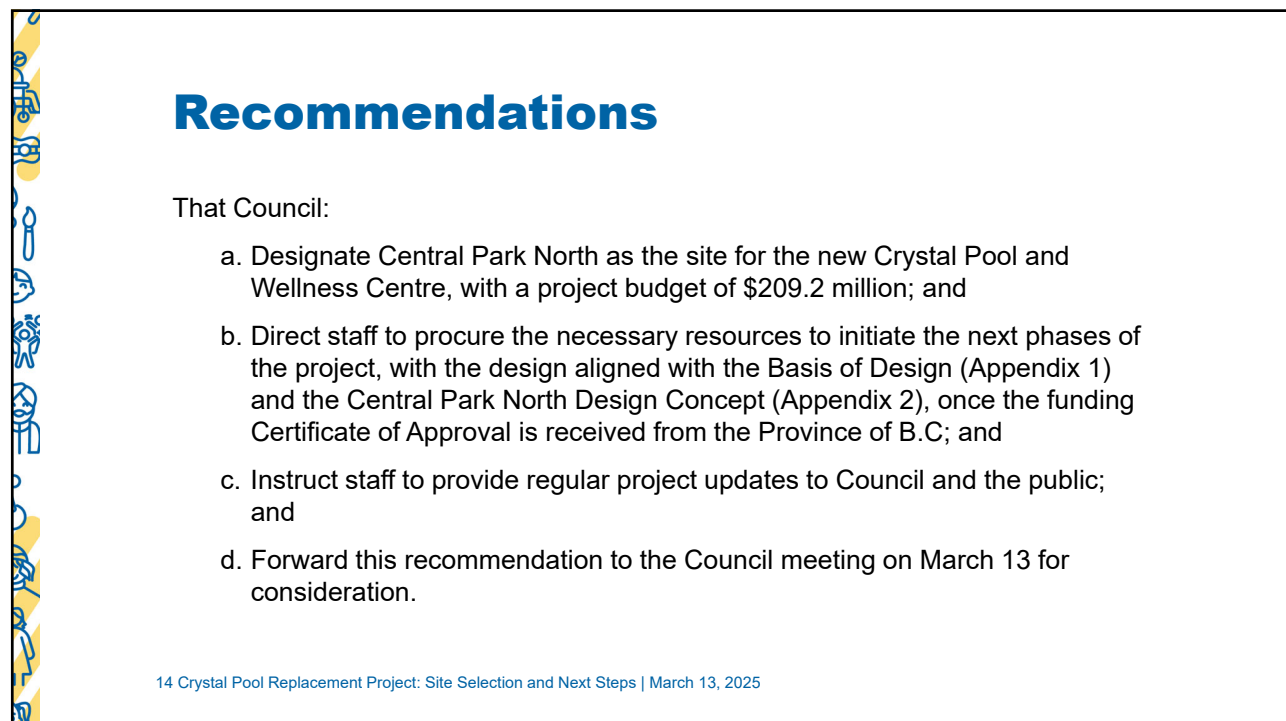 Recommendations
That Council:
a. Designate Central Park North as the site for the new Crystal Pool and
Wellness Centre, with a project budget of $209.2 million; and
b. Direct staff to procure the necessary resources to initiate the next phases of
the project, with the design aligned with the Basis of Design (Appendix 1)
and the Central Park North Design Concept (Appendix 2), once the funding
Certificate of Approval is received from the Province of B.C; and
c. Instruct staff to provide regular project updates to Council and the public;
and
d. Forward this recommendation to the Council meeting on March 13 for
consideration.
14 Crystal Pool Replacement Project: Site Selection and Next Steps | March 13, 2025